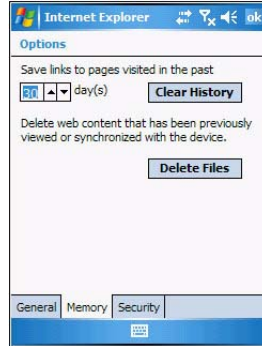 Internet Explorer ok
Options
Save links to pages visited in the past
30 day(s) Clear History
Delete web content that has been previously
viewed or synchronized with the device.
Delete Files
General Memory Security